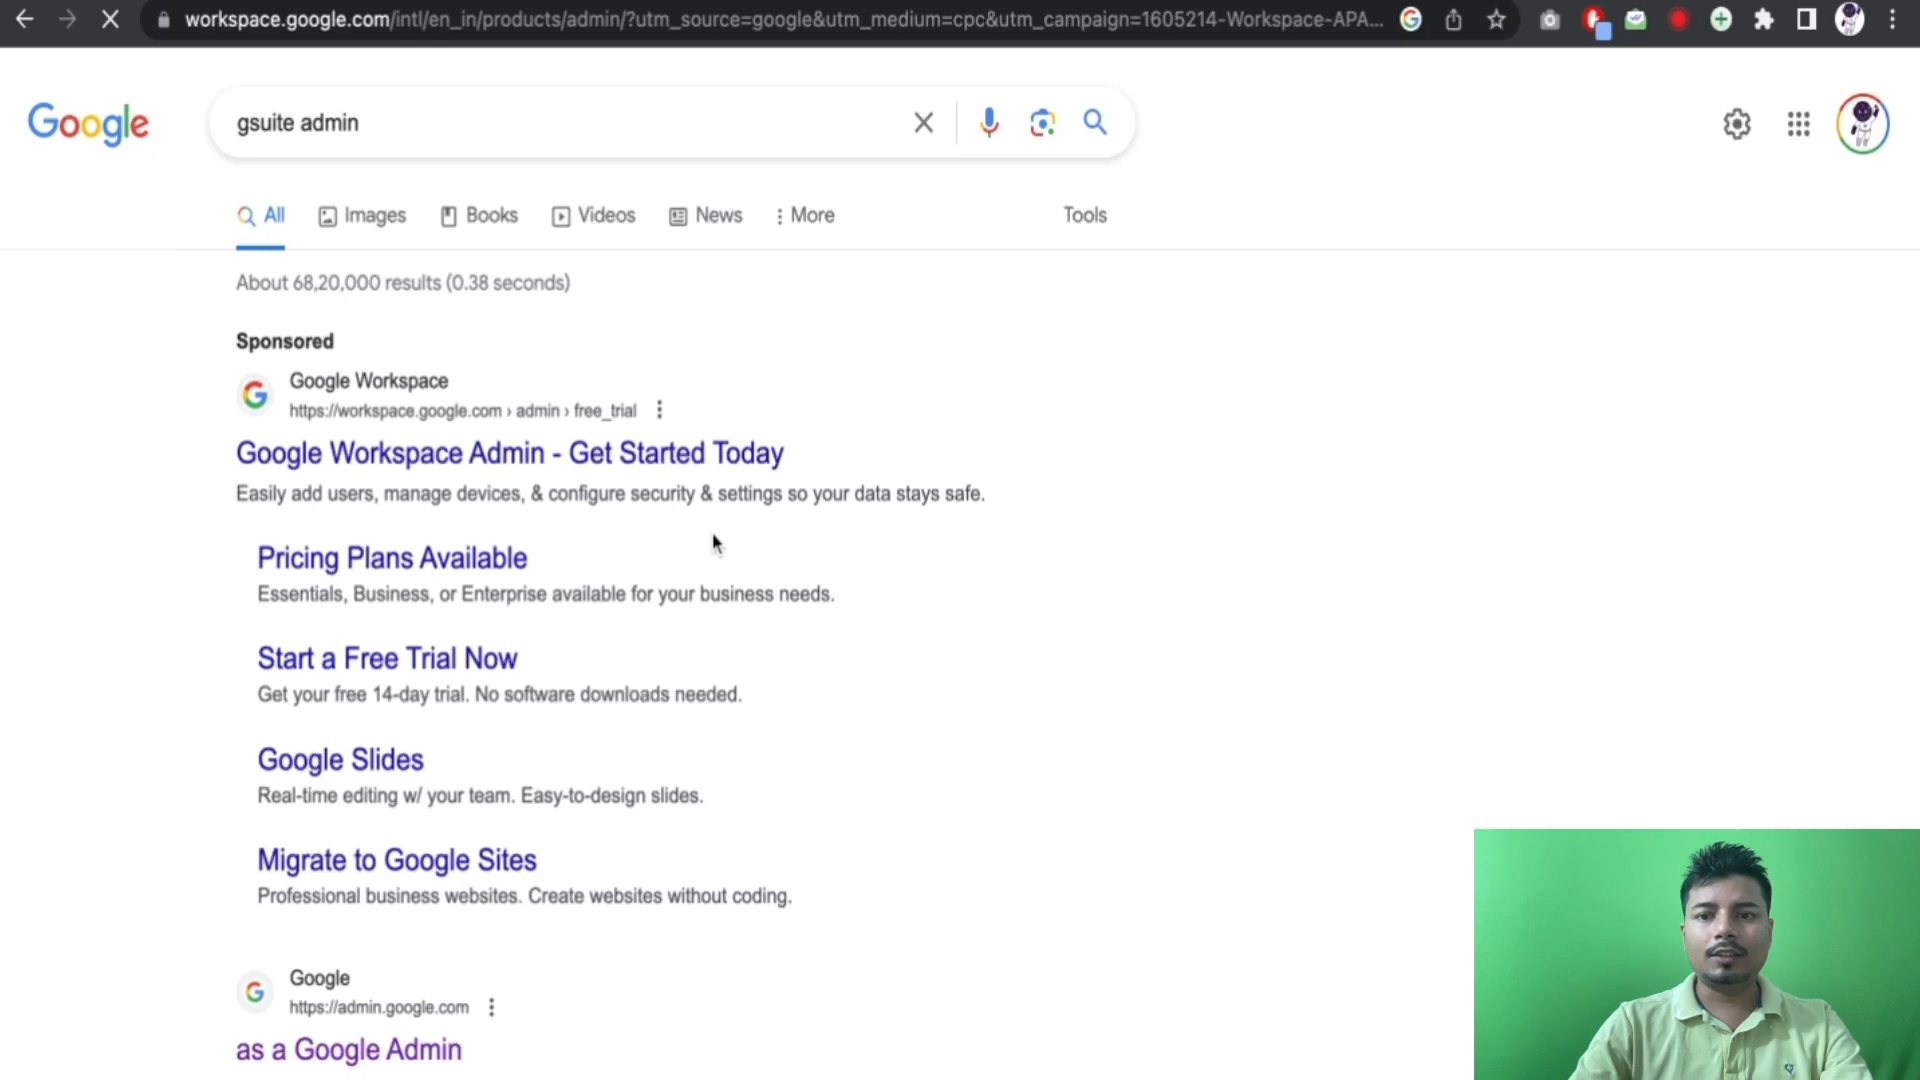 workspace.google.com/intl/en_in/products/admin/?utm_source=google&utm_medium=cpc&utm_campaign=1605214-Workspace-APA...
Google
gsuite admin
All Images Books Videos News More Tools
About 68,20,000 results (0.38 seconds)
Sponsored
Google Workspace
https://workspace.google.com › admin › free_trial
Google Workspace Admin - Get Started Today
Easily add users, manage devices, & configure security & settings so your data stays safe.
Pricing Plans Available
Essentials, Business, or Enterprise available for your business needs.
Start a Free Trial Now
Get your free 14-day trial. No software downloads needed.
Google Slides
Real-time editing w/ your team. Easy-to-design slides.
Migrate to Google Sites
Professional business websites. Create websites without coding.
Google
https://admin.google.com
as a Google Admin